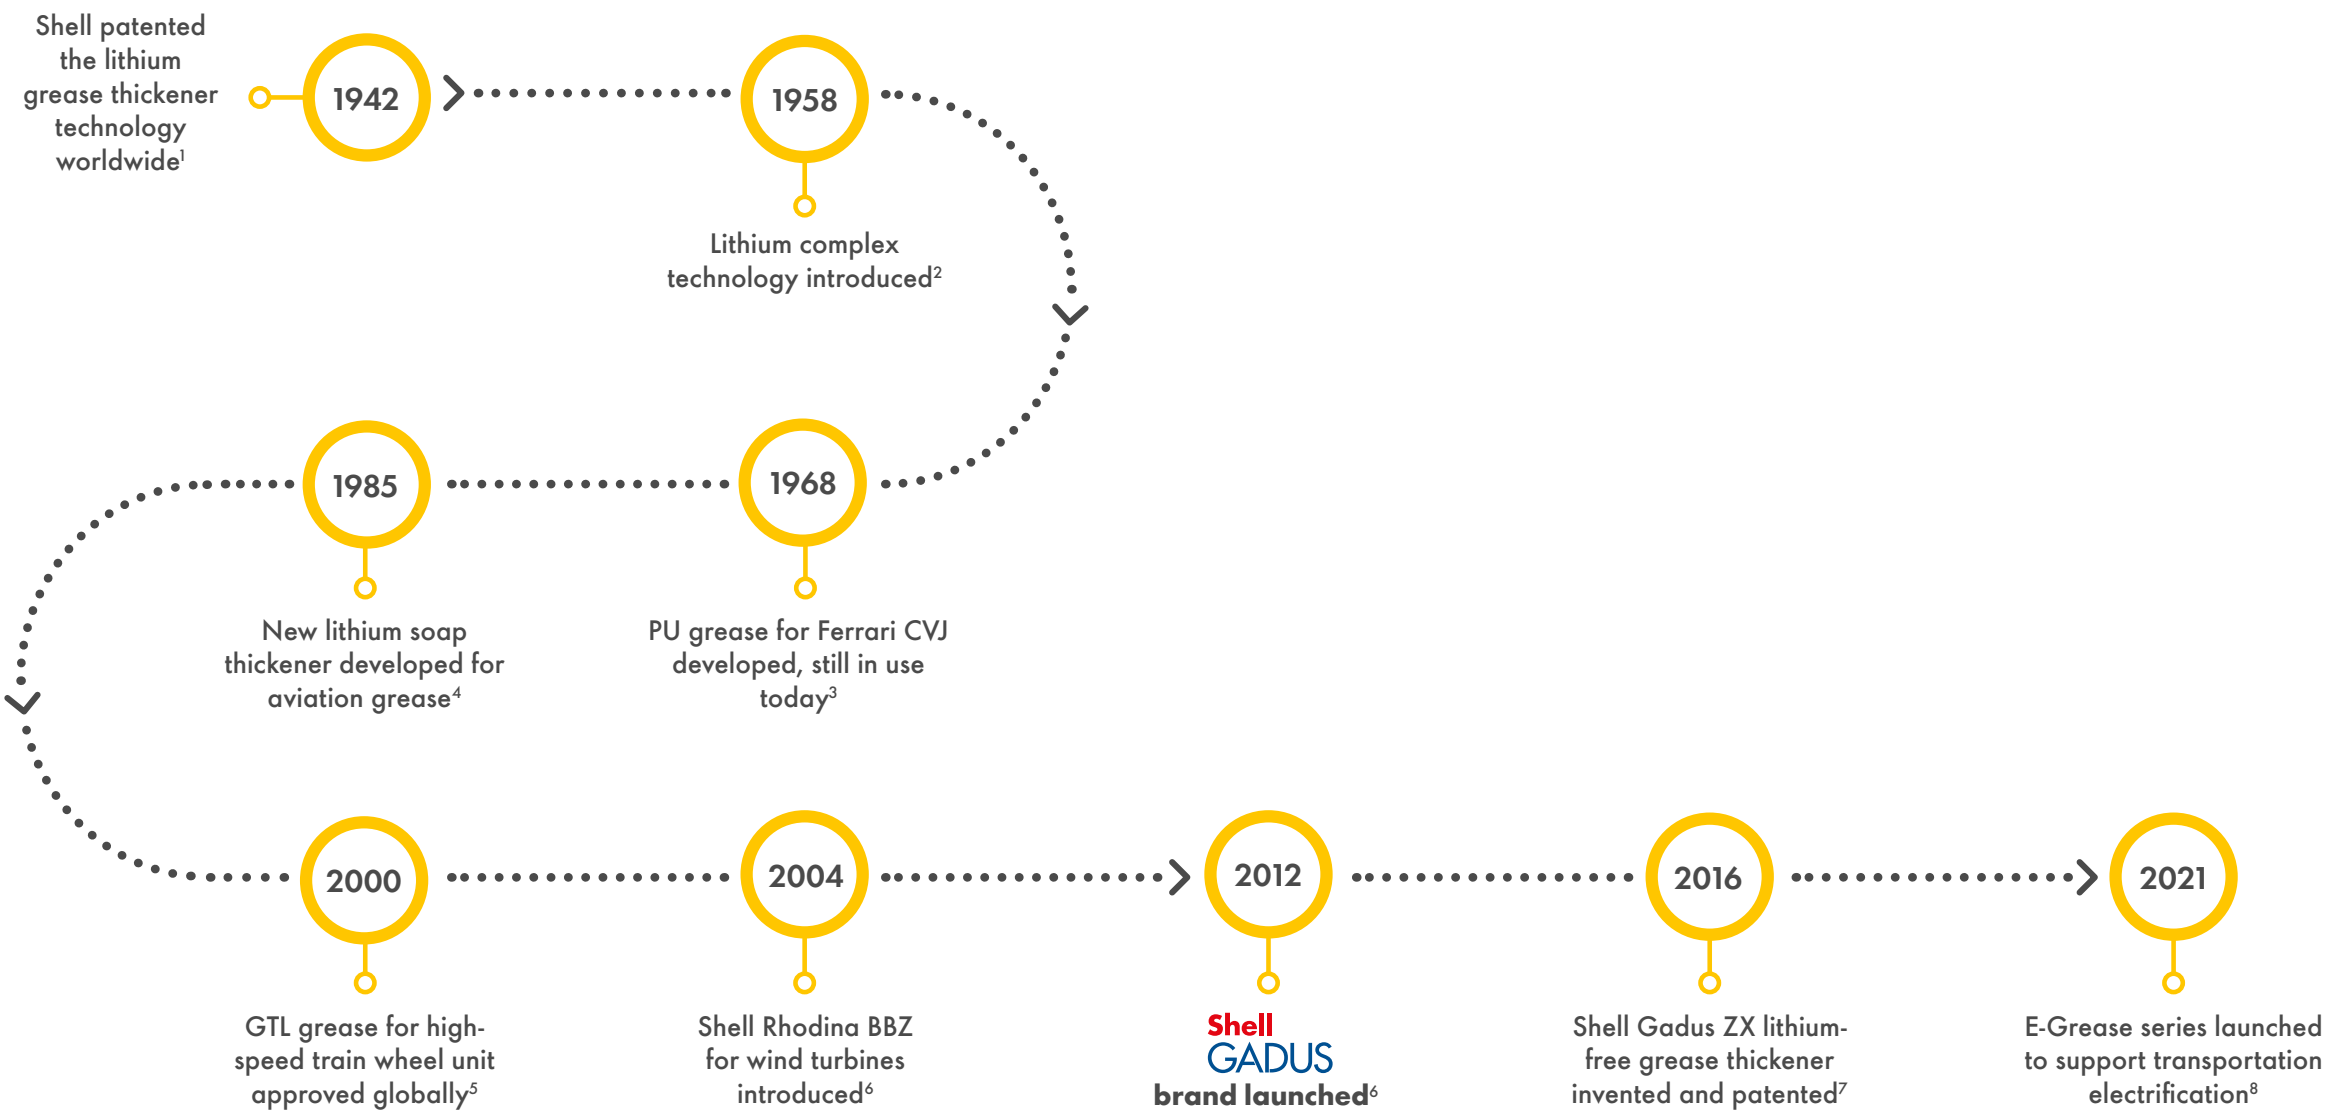 Shell patented
the lithium
grease thickener
technology
worldwide¹
1942
1958
Lithium complex
technology introduced²
1968
PU grease for Ferrari CVJ
developed, still in use
today³
1985
New lithium soap
thickener developed for
aviation grease⁴
2000
GTL grease for high-
speed train wheel unit
approved globally⁵
2004
Shell Rhodina BBZ
for wind turbines
introduced⁶
2012
Shell
GADUS
brand launched⁶
2016
Shell Gadus ZX lithium-
free grease thickener
invented and patented⁷
2021
E-Grease series launched
to support transportation
electrification⁸